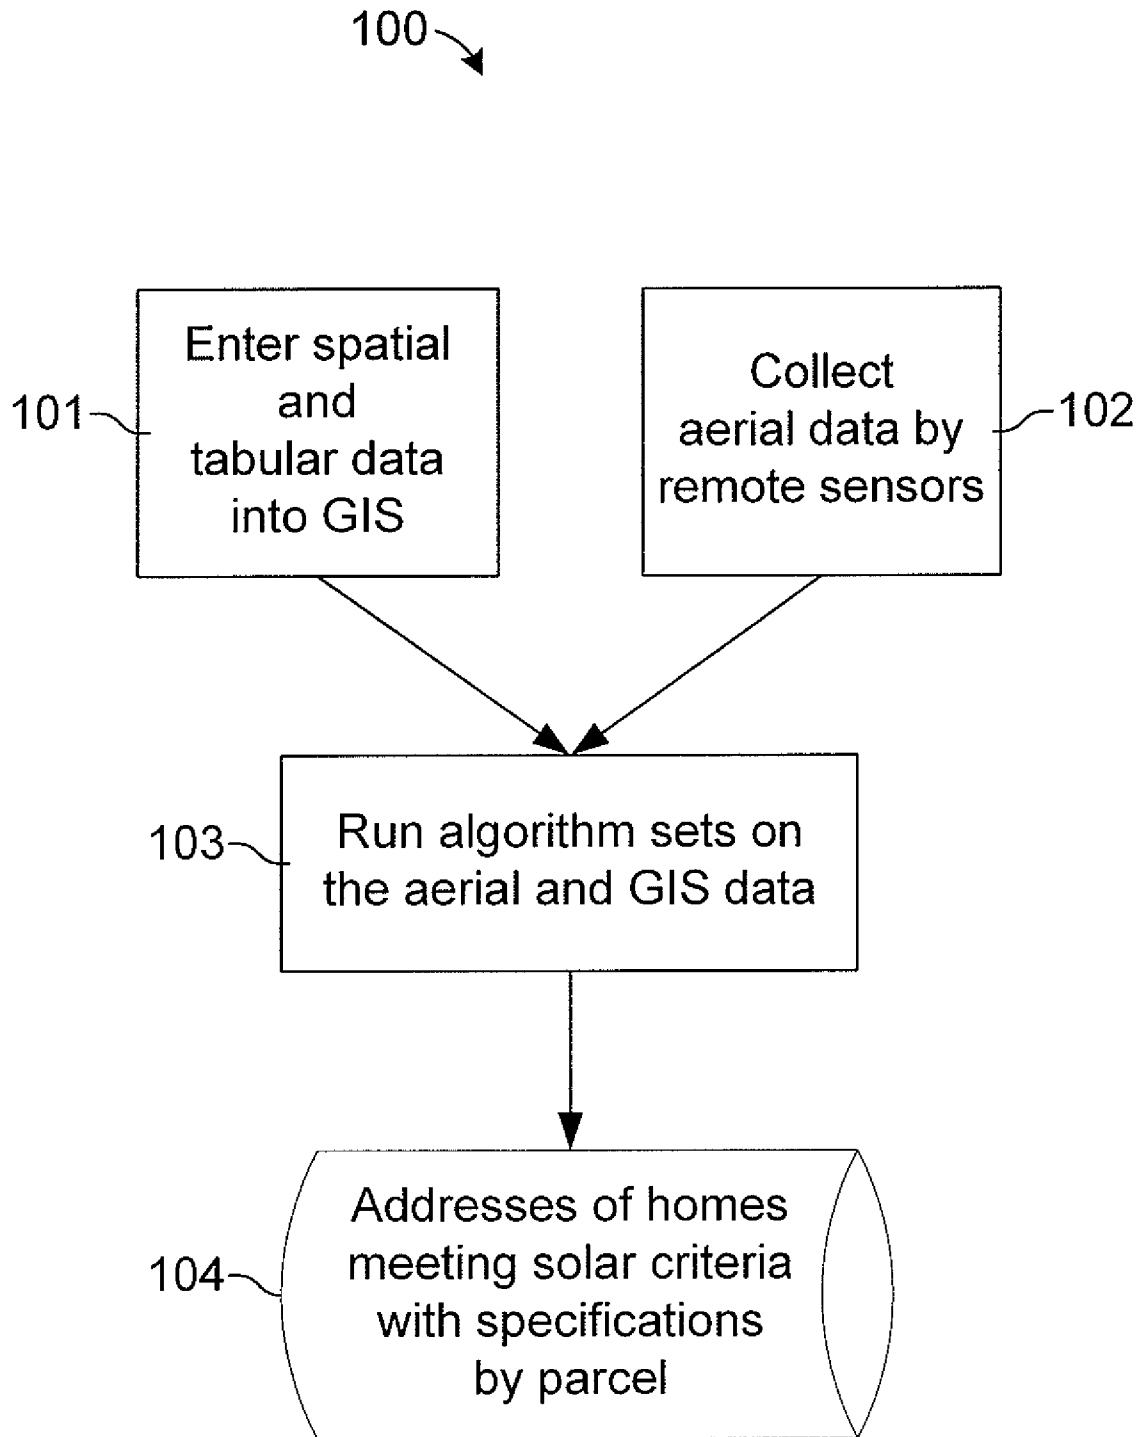 100
Enter spatial
and
tabular data
into GIS
101
Collect
aerial data by
remote sensors
102
Run algorithm sets on
the aerial and GIS data
103
Addresses of homes
meeting solar criteria
with specifications
by parcel
104